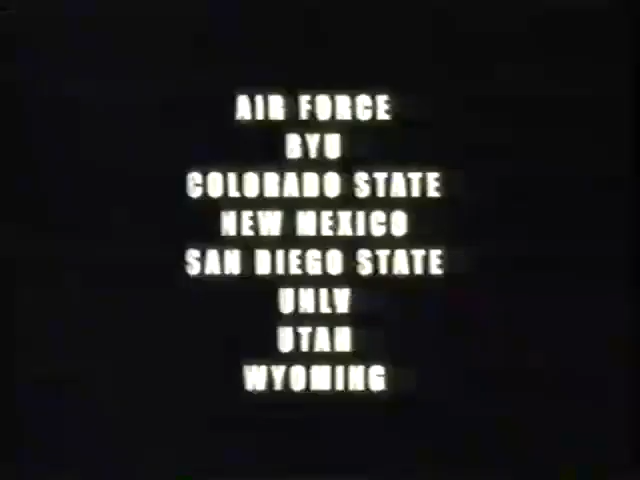 AIR FORCE
BYU
COLORADO STATE
NEW MEXICO
SAN DIEGO STATE
UNLV
UTAH
WYOMING